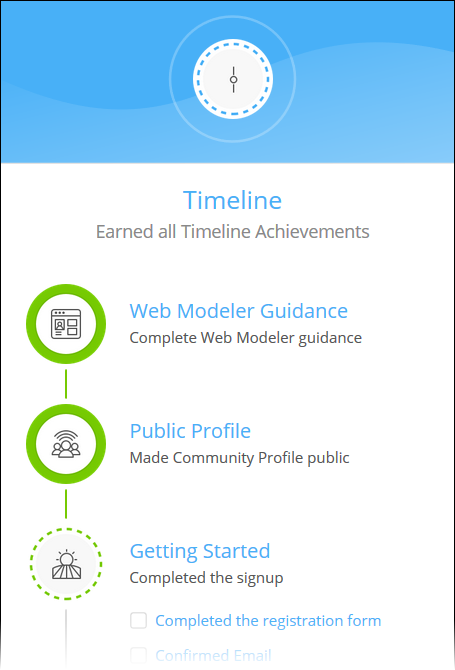 Timeline
Earned all Timeline Achievements
Web Modeler Guidance
Complete Web Modeler guidance
Public Profile
Made Community Profile public
Getting Started
Completed the signup
Completed the registration form
Confirmed Email